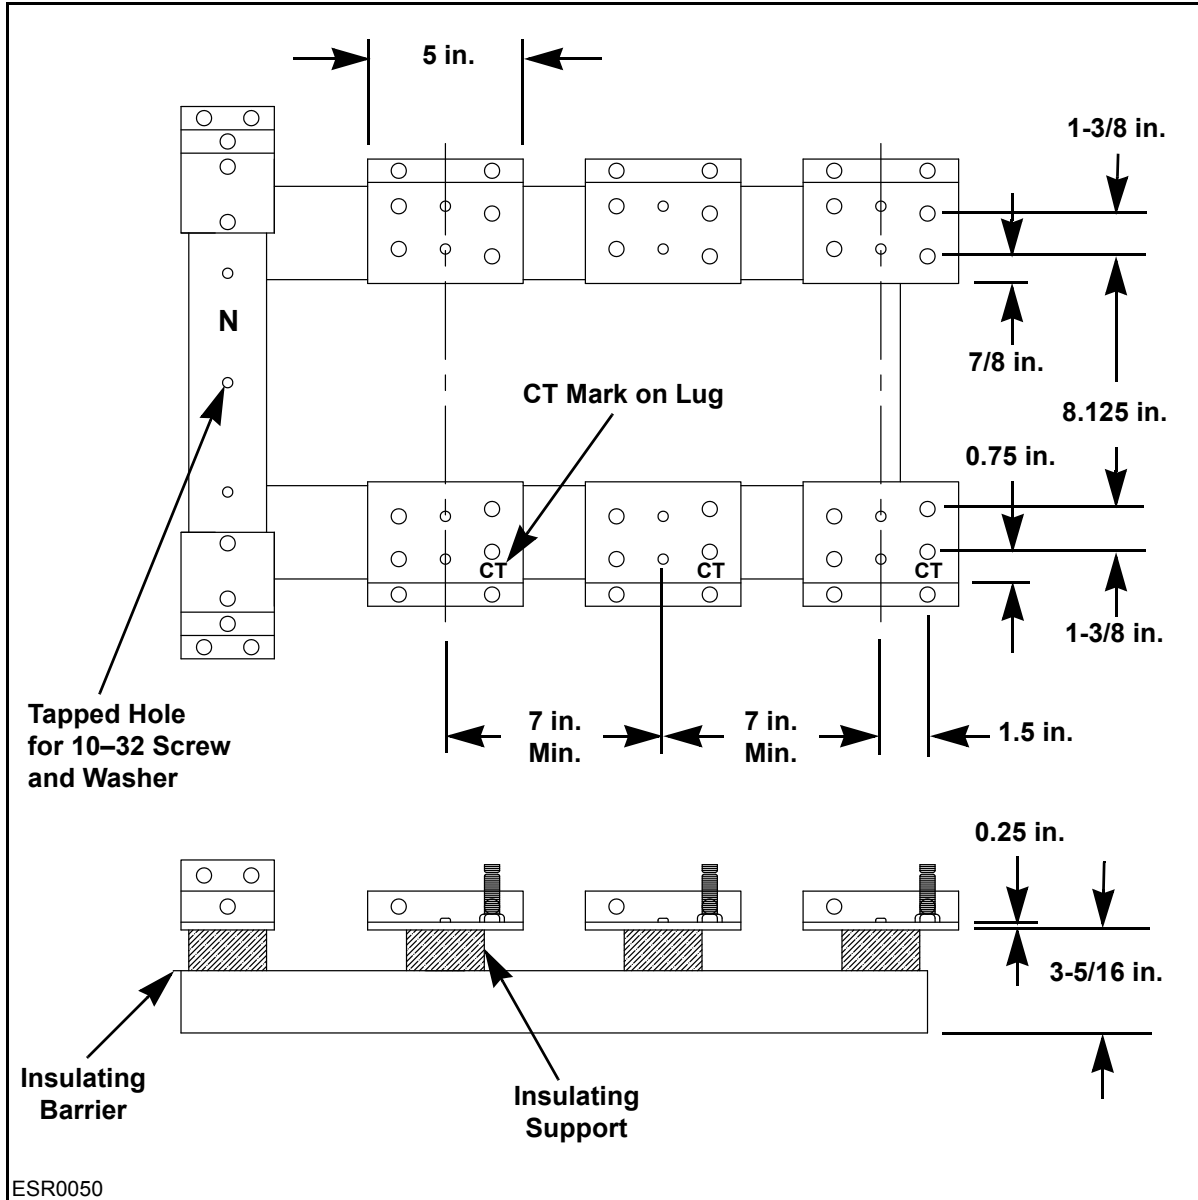 5 in.
1-3/8 in.
N
7/8 in.
CT Mark on Lug
8.125 in.
0.75 in.
CT
CT
CT
1-3/8 in.
Tapped Hole
for 10–32 Screw
and Washer
7 in.
Min.
7 in.
Min.
1.5 in.
0.25 in.
3-5/16 in.
Insulating
Barrier
Insulating
Support
ESR0050